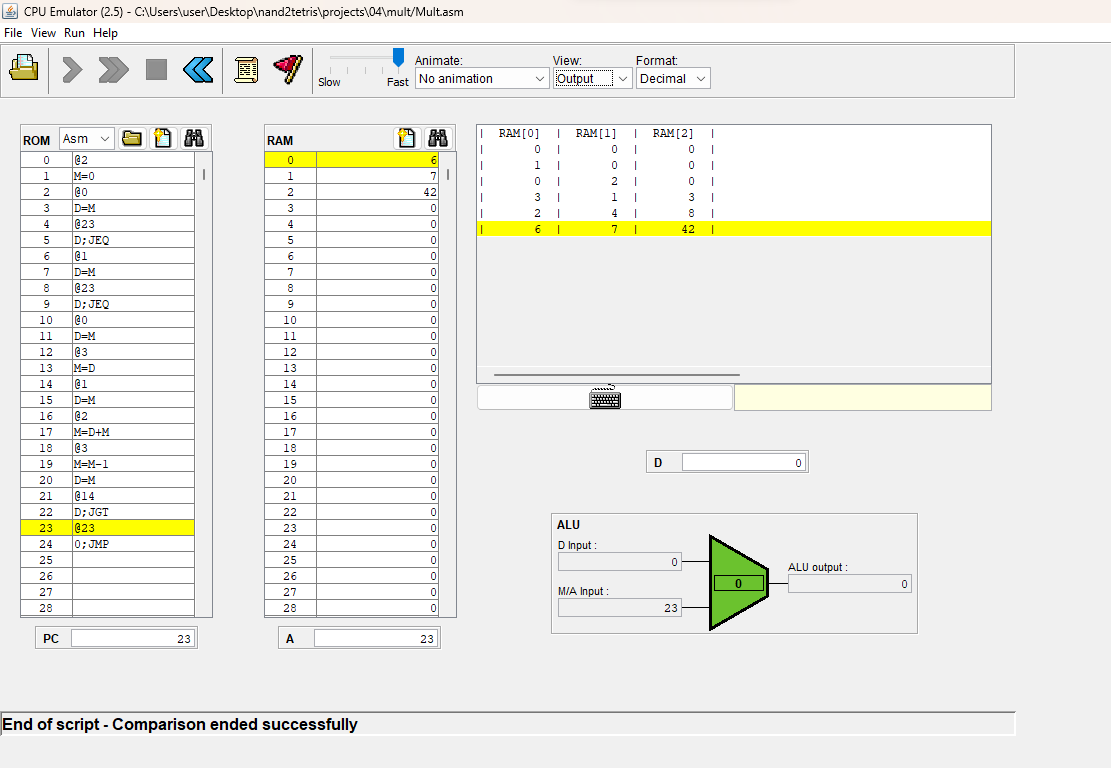 CPU Emulator (2.5) - C:\Users\user\Desktop\nand2tetris\projects\04\mult/Mult.asm
File View Run Help
Slow Fast
Animate: View: Format:
No animation Output Decimal
ROM Asm
0 @2
1 M=0
2 @0
3 D=M
4 @23
5 D;JEQ
6 @1
7 D=M
8 @23
9 D;JEQ
10 @0
11 D=M
12 @3
13 M=D
14 @1
15 D=M
16 @2
17 M=D+M
18 @3
19 M=M-1
20 D=M
21 @14
22 D;JGT
23 @23
24 0;JMP
25
26
27
28
PC 23
RAM
0 6
1 7
2 42
3 0
4 0
5 0
6 0
7 0
8 0
9 0
10 0
11 0
12 0
13 0
14 0
15 0
16 0
17 0
18 0
19 0
20 0
21 0
22 0
23 0
24 0
25 0
26 0
27 0
28 0
A 23
| RAM[0] | RAM[1] | RAM[2] |
| 0 | 0 | 0 |
| 1 | 0 | 0 |
| 0 | 2 | 0 |
| 3 | 1 | 3 |
| 2 | 4 | 8 |
| 6 | 7 | 42 |
D 0
ALU
D Input :
0
M/A Input :
23
0
ALU output :
0
End of script - Comparison ended successfully